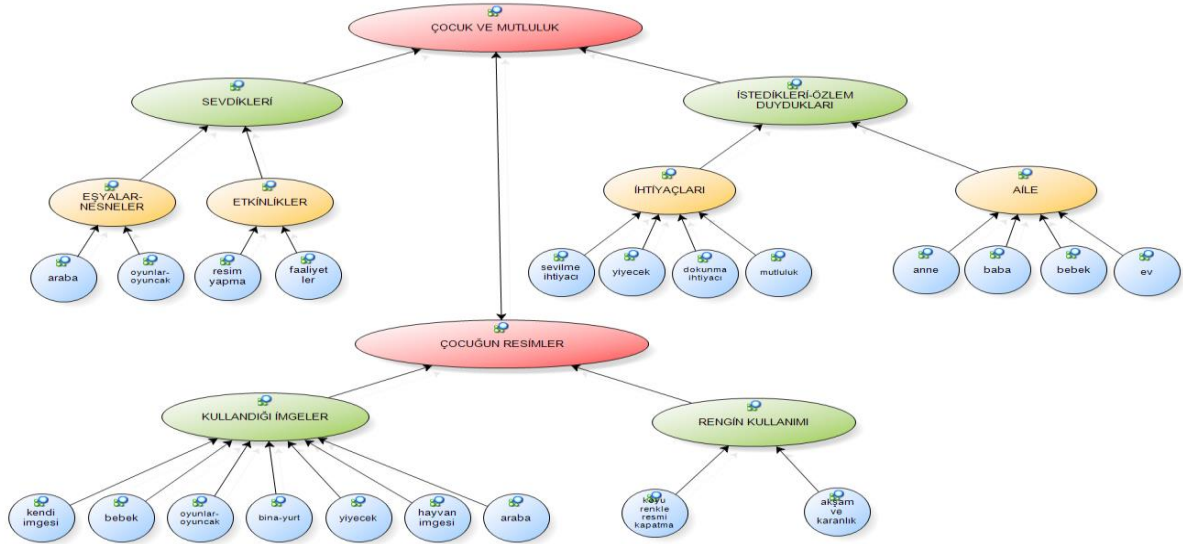 ÇOCUK VE MUTLULUK
SEVDİKLERİ
İSTEDİKLERİ-ÖZLEM
DUYDUKLARI
EŞYALAR-
NESNELER
ETKİNLİKLER
İHTİYAÇLARI
AİLE
araba
oyunlar-
oyuncak
resim
yapma
faaliyet
ler
sevilme
ihtiyacı
yiyecek
dokunma
ihtiyacı
mutluluk
anne
baba
bebek
ev
ÇOCUĞUN RESİMLER
KULLANDIĞI İMGELER
RENGİN KULLANIMI
kendi
imgesi
bebek
oyunlar-
oyuncak
bina-yurt
yiyecek
hayvan
imgesi
araba
koyu
renkle
resmi
kapatma
akşam
ve
karanlık